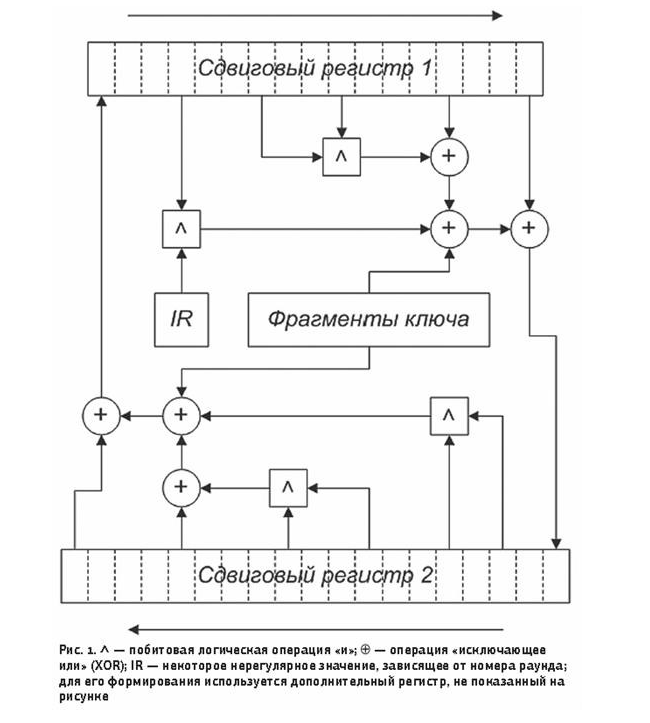 Сдвиговый регистр 1
^
+
^
+
+
IR
Фрагменты ключа
+
+
^
+
^
Сдвиговый регистр 2
Рис. 1. ^ — побитовая логическая операция «и»; ⊕ — операция «исключающее
или» (XOR); IR — некоторое нерегулярное значение, зависящее от номера раунда;
для его формирования используется дополнительный регистр, не показанный на
рисунке